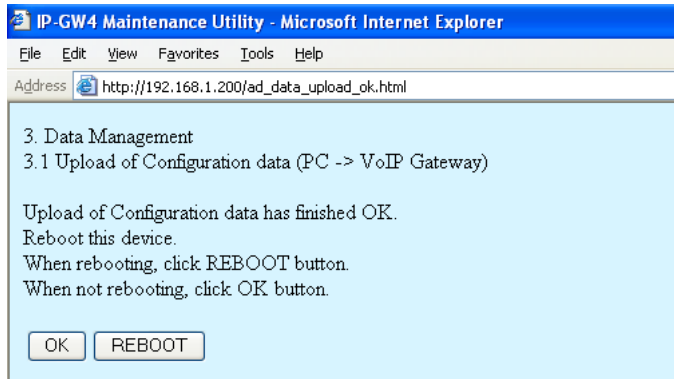 IP-GW4 Maintenance Utility - Microsoft Internet Explorer
File Edit View Favorites Tools Help
Address http://192.168.1.200/ad_data_upload_ok.html
3. Data Management
3.1 Upload of Configuration data (PC -> VoIP Gateway)
Upload of Configuration data has finished OK.
Reboot this device.
When rebooting, click REBOOT button.
When not rebooting, click OK button.
OK REBOOT